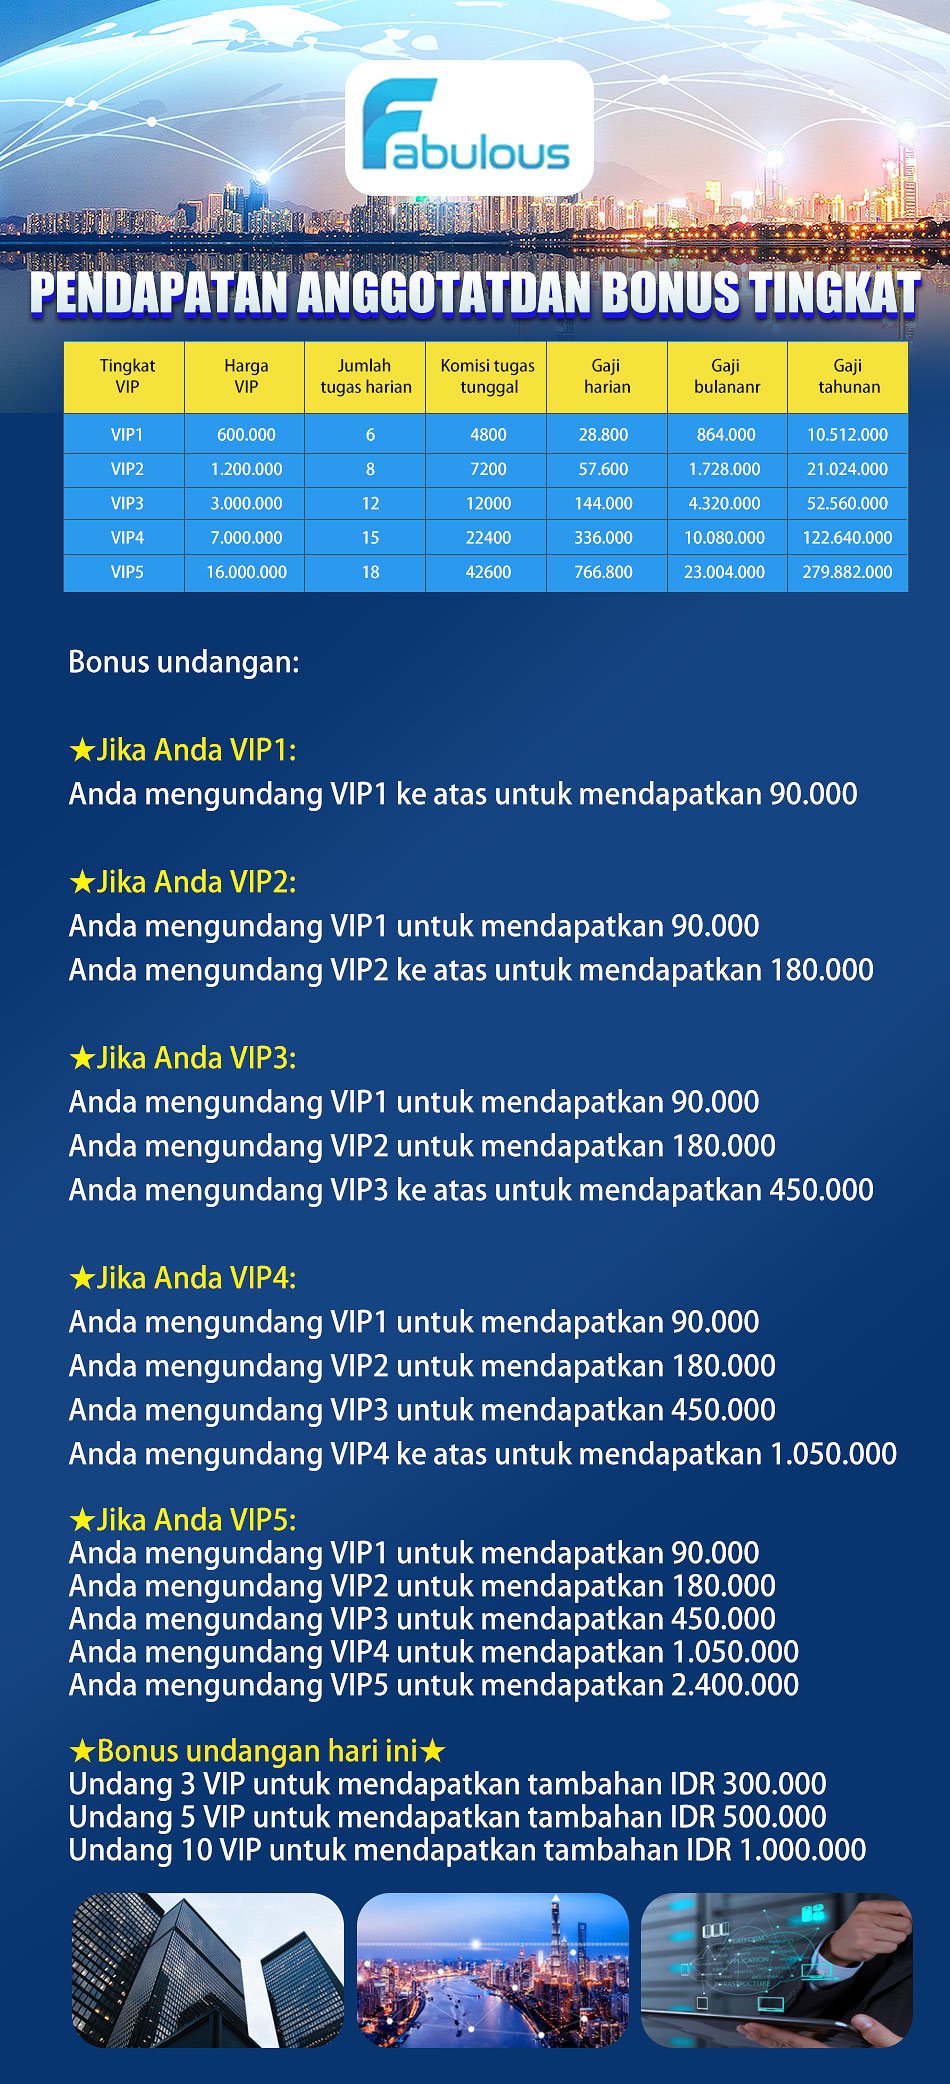 Fabulous
PENDAPATAN ANGGOTATDAN BONUS TINGKAT
Tingkat VIP Harga VIP Jumlah tugas harian Komisi tugas tunggal Gaji harian Gaji bulananr Gaji tahunan
VIP1 600.000 6 4800 28.800 864.000 10.512.000
VIP2 1.200.000 8 7200 57.600 1.728.000 21.024.000
VIP3 3.000.000 12 12000 144.000 4.320.000 52.560.000
VIP4 7.000.000 15 22400 336.000 10.080.000 122.640.000
VIP5 16.000.000 18 42600 766.800 23.004.000 279.882.000
Bonus undangan:
★Jika Anda VIP1:
Anda mengundang VIP1 ke atas untuk mendapatkan 90.000
★Jika Anda VIP2:
Anda mengundang VIP1 untuk mendapatkan 90.000
Anda mengundang VIP2 ke atas untuk mendapatkan 180.000
★Jika Anda VIP3:
Anda mengundang VIP1 untuk mendapatkan 90.000
Anda mengundang VIP2 untuk mendapatkan 180.000
Anda mengundang VIP3 ke atas untuk mendapatkan 450.000
★Jika Anda VIP4:
Anda mengundang VIP1 untuk mendapatkan 90.000
Anda mengundang VIP2 untuk mendapatkan 180.000
Anda mengundang VIP3 untuk mendapatkan 450.000
Anda mengundang VIP4 ke atas untuk mendapatkan 1.050.000
★Jika Anda VIP5:
Anda mengundang VIP1 untuk mendapatkan 90.000
Anda mengundang VIP2 untuk mendapatkan 180.000
Anda mengundang VIP3 untuk mendapatkan 450.000
Anda mengundang VIP4 untuk mendapatkan 1.050.000
Anda mengundang VIP5 untuk mendapatkan 2.400.000
★Bonus undangan hari ini★
Undang 3 VIP untuk mendapatkan tambahan IDR 300.000
Undang 5 VIP untuk mendapatkan tambahan IDR 500.000
Undang 10 VIP untuk mendapatkan tambahan IDR 1.000.000
PLATFORM
APPLICATION
INFRASTRUCTURE